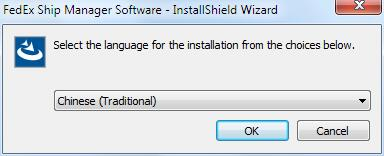 FedEx Ship Manager Software - InstallShield Wizard
Select the language for the installation from the choices below.
Chinese (Traditional)
OK
Cancel